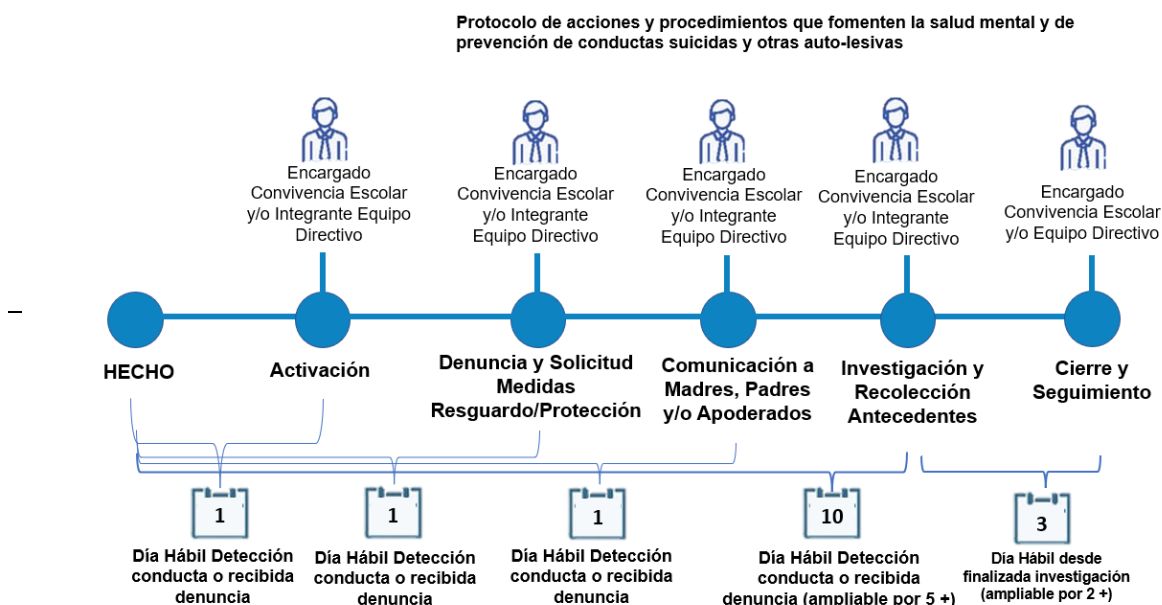 Protocolo de acciones y procedimientos que fomenten la salud mental y de
prevención de conductas suicidas y otras auto-lesivas
Encargado
Convivencia Escolar
y/o Integrante Equipo
Directivo
Encargado
Convivencia Escolar
y/o Integrante
Equipo Directivo
Encargado
Convivencia Escolar
y/o Integrante
Equipo Directivo
Encargado
Convivencia Escolar
y/o Integrante
Equipo Directivo
Encargado
Convivencia Escolar
y/o Equipo Directivo
HECHO
Activación
Denuncia y Solicitud
Medidas
Resguardo/Protección
Comunicación a
Madres, Padres
y/o Apoderados
Investigación y
Recolección
Antecedentes
Cierre y
Seguimiento
1
Día Hábil Detección
conducta o recibida
denuncia
1
Día Hábil Detección
conducta o recibida
denuncia
1
Día Hábil Detección
conducta o recibida
denuncia
10
Día Hábil Detección
conducta o recibida
denuncia (ampliable por 5 +)
3
Día Hábil desde
finalizada investigación
(ampliable por 2 +)